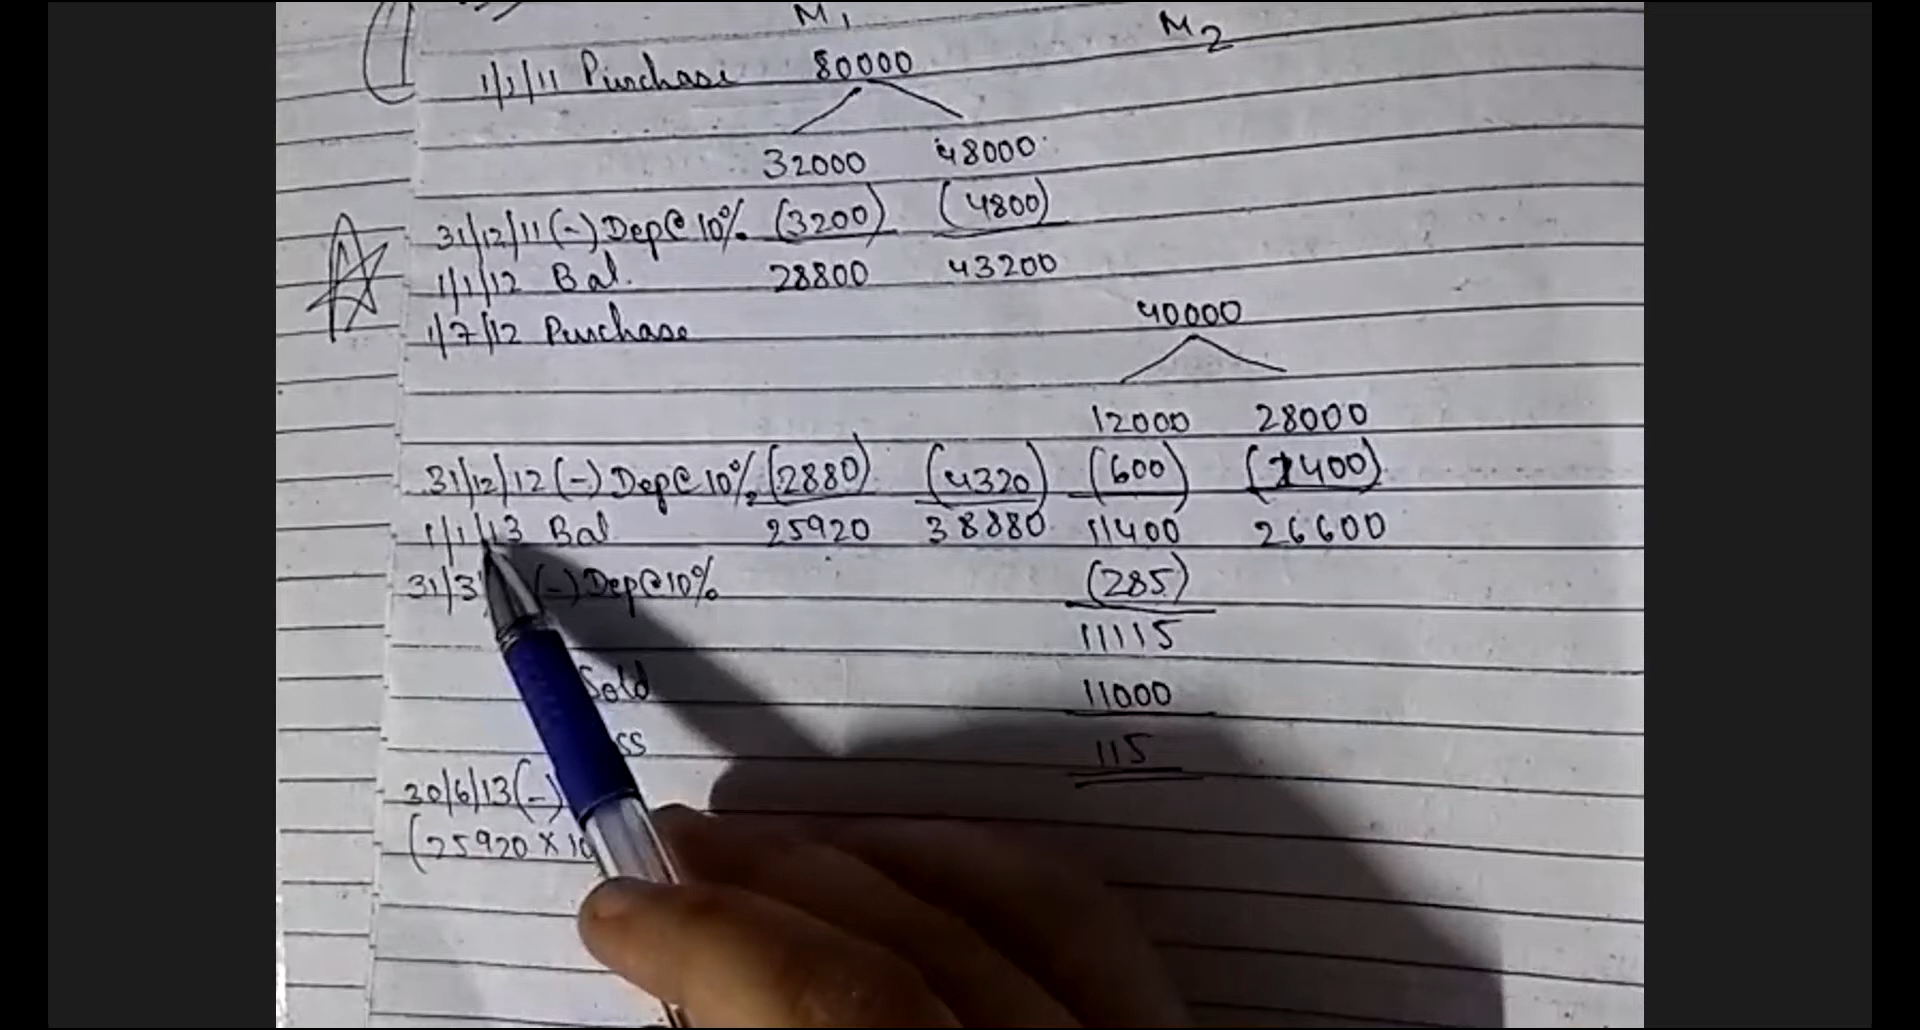 M1 M2
1/1/11 Purchase 80000
32000 48000
31/12/11 (-) Dep@ 10% (3200) (4800)
1/1/12 Bal. 28800 43200
1/7/12 Purchase 40000
12000 28000
31/12/12 (-) Dep@ 10% (2880) (4320) (600) (1400)
1/1/13 Bal 25920 38880 11400 26600
31/3 (-) Dep@10% (285)
11115
Sold 11000
ss 115
30/6/13 (-)
(25920 × 10